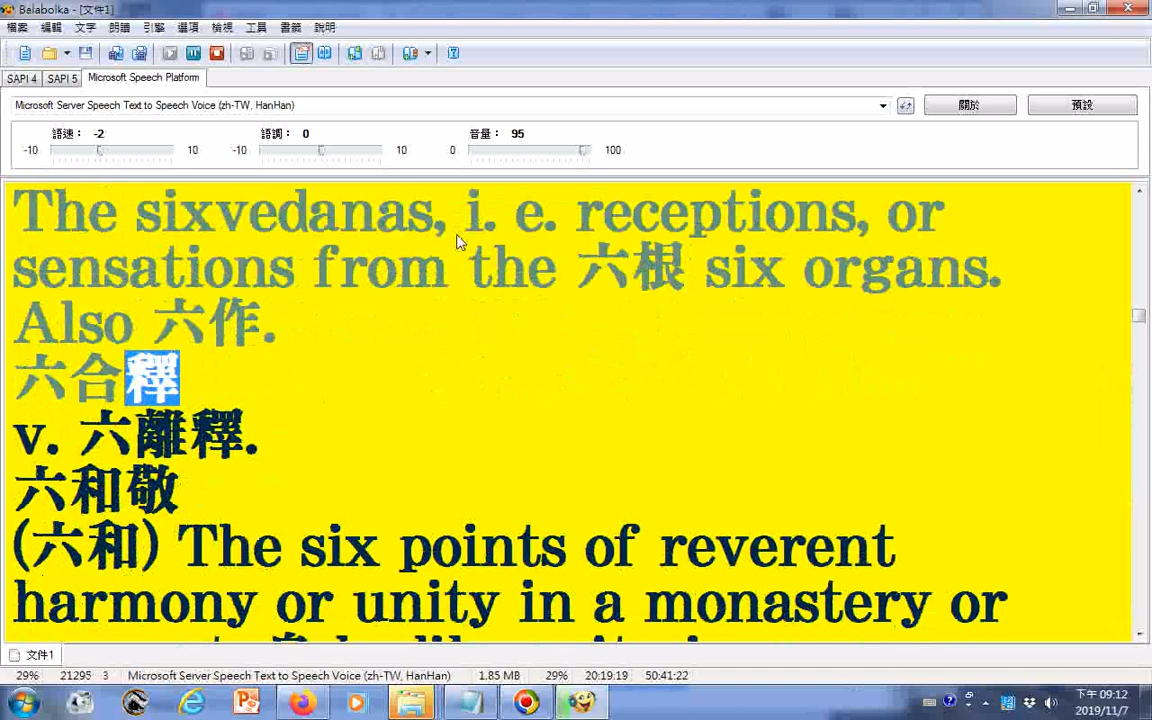 Balabolka - [文件1]
檔案 編輯 文字 朗讀 引擎 選項 檢視 工具 書籤 說明
SAPI 4 SAPI 5 Microsoft Speech Platform
Microsoft Server Speech Text to Speech Voice (zh-TW, HanHan) 關於 預設
語速： -2 語調： 0 音量： 95
-10 10 -10 10 0 100
The sixvedanas, i. e. receptions, or
sensations from the 六根 six organs.
Also 六作.
六合釋
v. 六離釋.
六和敬
(六和) The six points of reverent
harmony or unity in a monastery or
文件1
29% 21295 3 Microsoft Server Speech Text to Speech Voice (zh-TW, HanHan) 1.85 MB 29% 20:19:19 50:41:22
下午 09:12
2019/11/7